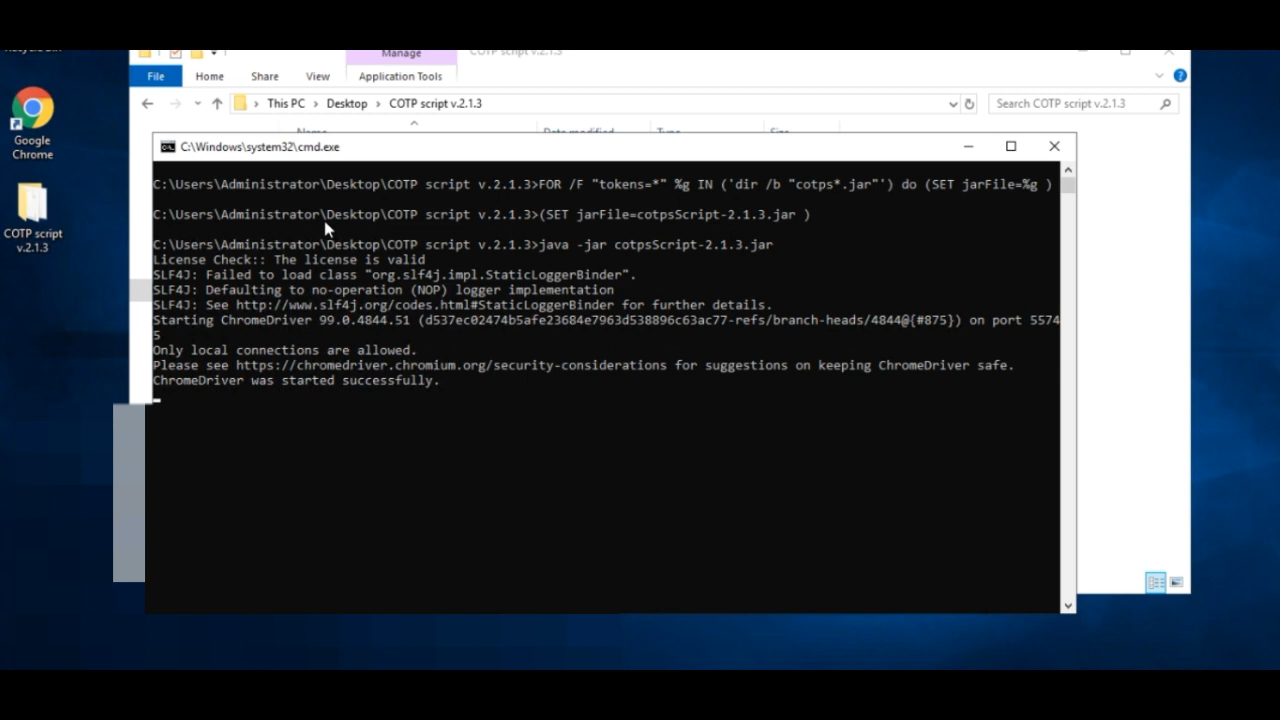 Manage
COTP script v.2.1.3
File
Home
Share
View
Application Tools
This PC
Desktop
COTP script v.2.1.3
Search COTP script v.2.1.3
Name
Date modified
Type
Size
Google
Chrome
COTP script
v.2.1.3
C:\Windows\system32\cmd.exe
C:\Users\Administrator\Desktop\COTP script v.2.1.3>FOR /F "tokens=*" %g IN ('dir /b "cotps*.jar"') do (SET jarFile=%g )
C:\Users\Administrator\Desktop\COTP script v.2.1.3>(SET jarFile=cotpsScript-2.1.3.jar )
C:\Users\Administrator\Desktop\COTP script v.2.1.3>java -jar cotpsScript-2.1.3.jar
License Check:: The license is valid
SLF4J: Failed to load class "org.slf4j.impl.StaticLoggerBinder".
SLF4J: Defaulting to no-operation (NOP) logger implementation
SLF4J: See http://www.slf4j.org/codes.html#StaticLoggerBinder for further details.
Starting ChromeDriver 99.0.4844.51 (d537ec02474b5afe23684e7963d538896c63ac77-refs/branch-heads/4844@{#875}) on port 5574
5
Only local connections are allowed.
Please see https://chromedriver.chromium.org/security-considerations for suggestions on keeping ChromeDriver safe.
ChromeDriver was started successfully.